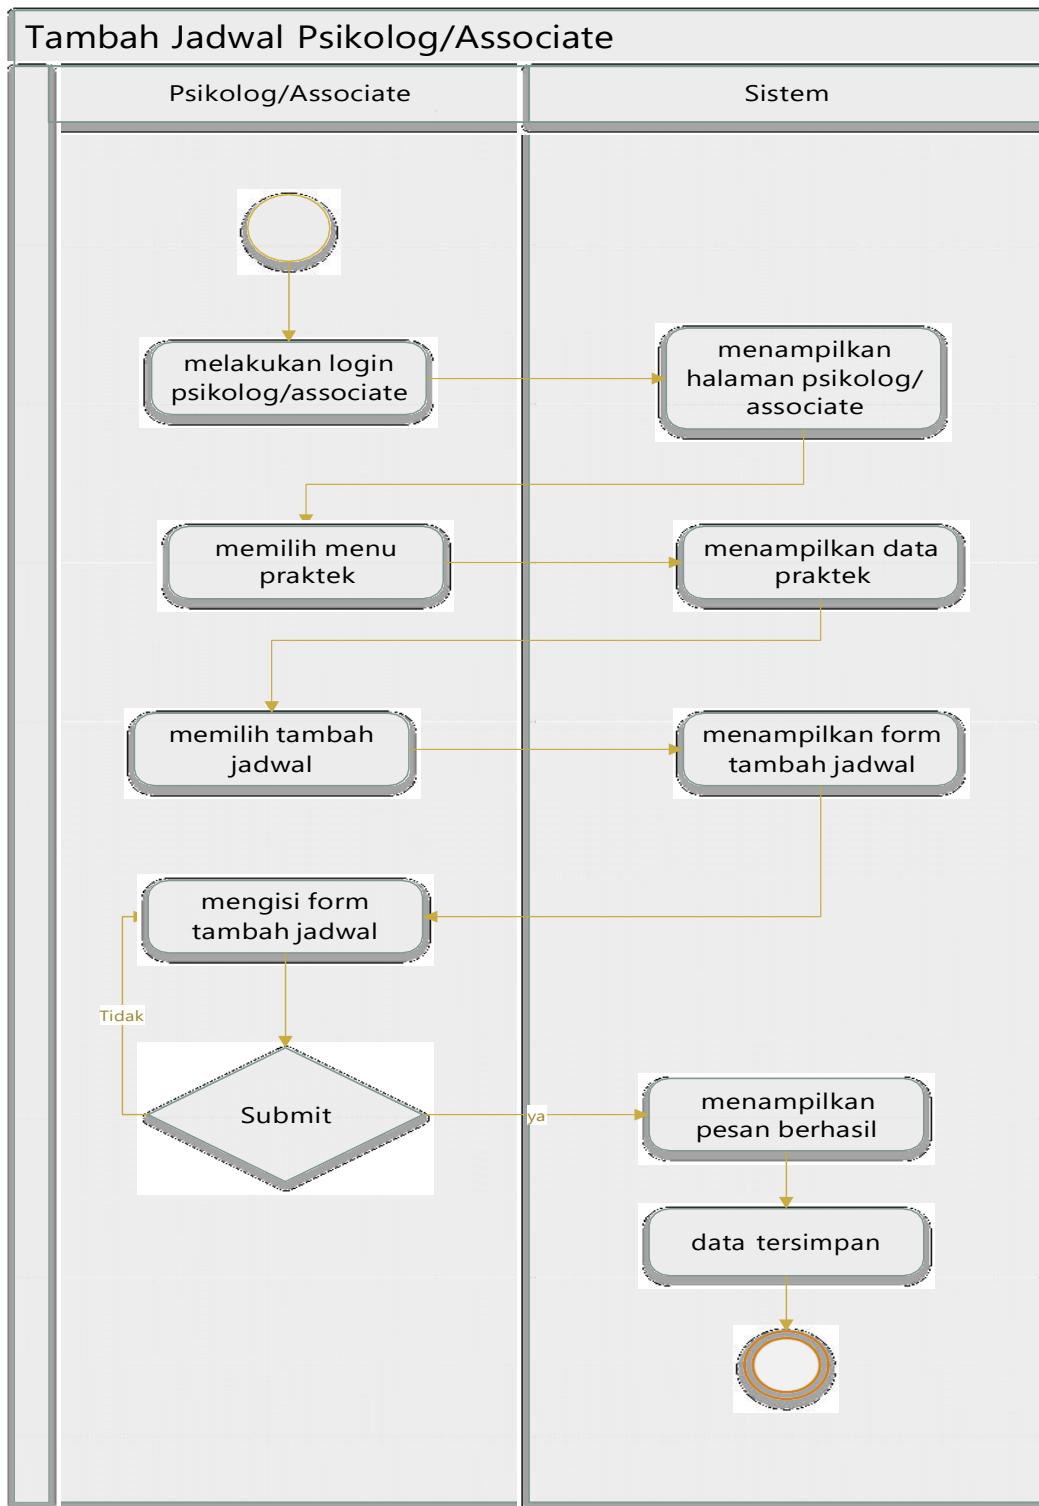 Tambah Jadwal Psikolog/Associate
Psikolog/Associate
Sistem
melakukan login
psikolog/associate
menampilkan
halaman psikolog/
associate
memilih menu
praktek
menampilkan data
praktek
memilih tambah
jadwal
menampilkan form
tambah jadwal
mengisi form
tambah jadwal
Tidak
Submit
ya
menampilkan
pesan berhasil
data tersimpan